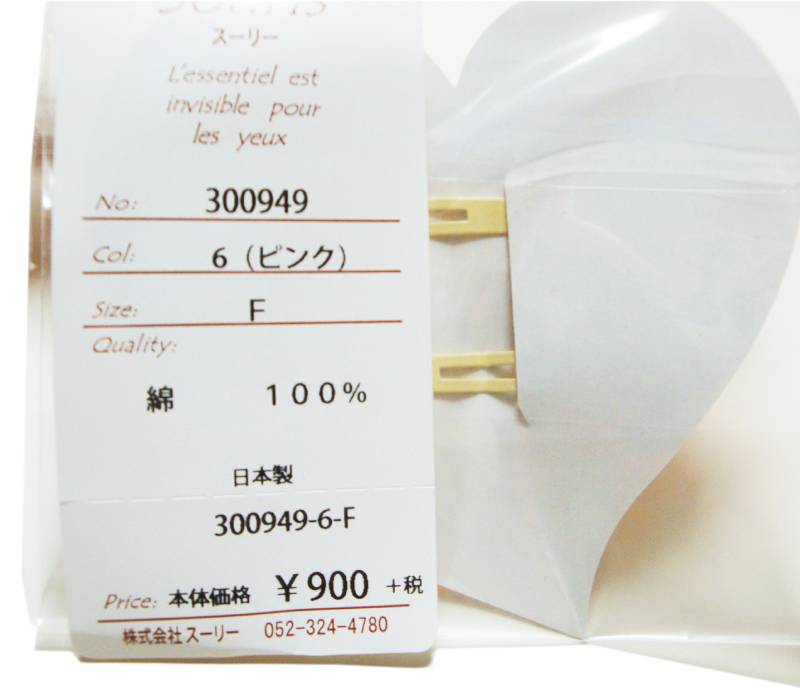 スーリー
L'essentiel est
invisible pour
les yeux
No: 300949
Col: 6 (ピンク)
Size: F
Quality:
綿 100%
日本製
300949-6-F
Price: 本体価格 ¥900 +税
株式会社スーリー 052-324-4780